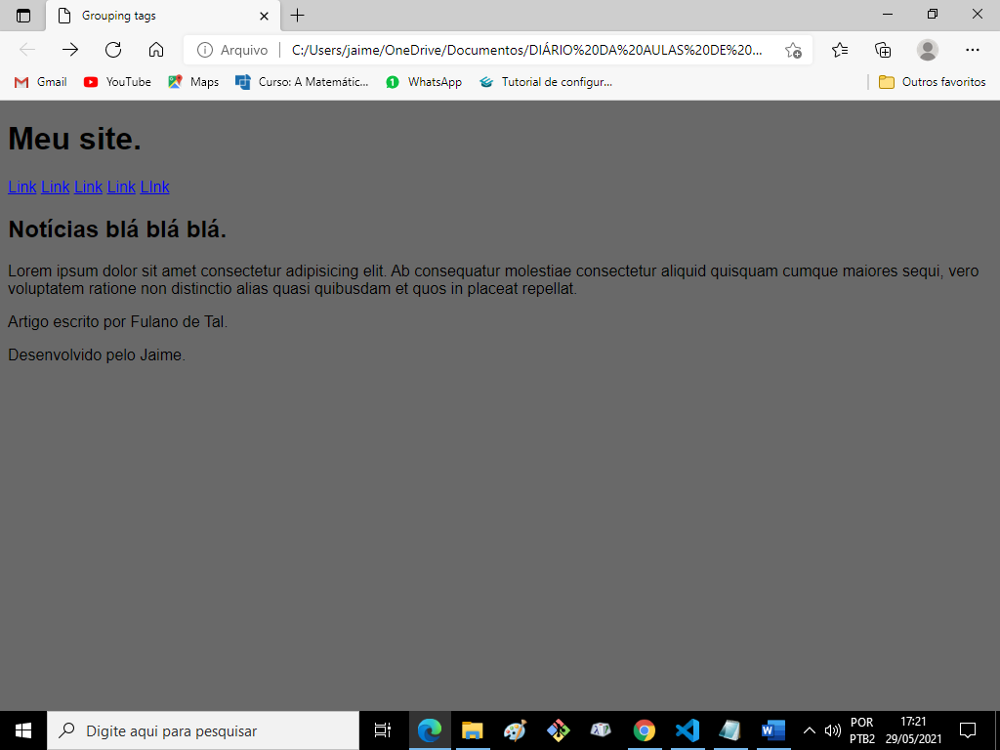 Grouping tags
Arquivo
C:/Users/jaime/OneDrive/Documentos/DIÁRIO%20DA%20AULAS%20DE%20...
Gmail
YouTube
Maps
Curso: A Matemátic...
1
WhatsApp
Tutorial de configur...
Outros favoritos
Meu site.
Link Link Link Link LInk
Notícias blá blá blá.
Lorem ipsum dolor sit amet consectetur adipisicing elit. Ab consequatur molestiae consectetur aliquid quisquam cumque maiores sequi, vero
voluptatem ratione non distinctio alias quasi quibusdam et quos in placeat repellat.
Artigo escrito por Fulano de Tal.
Desenvolvido pelo Jaime.
Digite aqui para pesquisar
POR
PTB2
17:21
29/05/2021